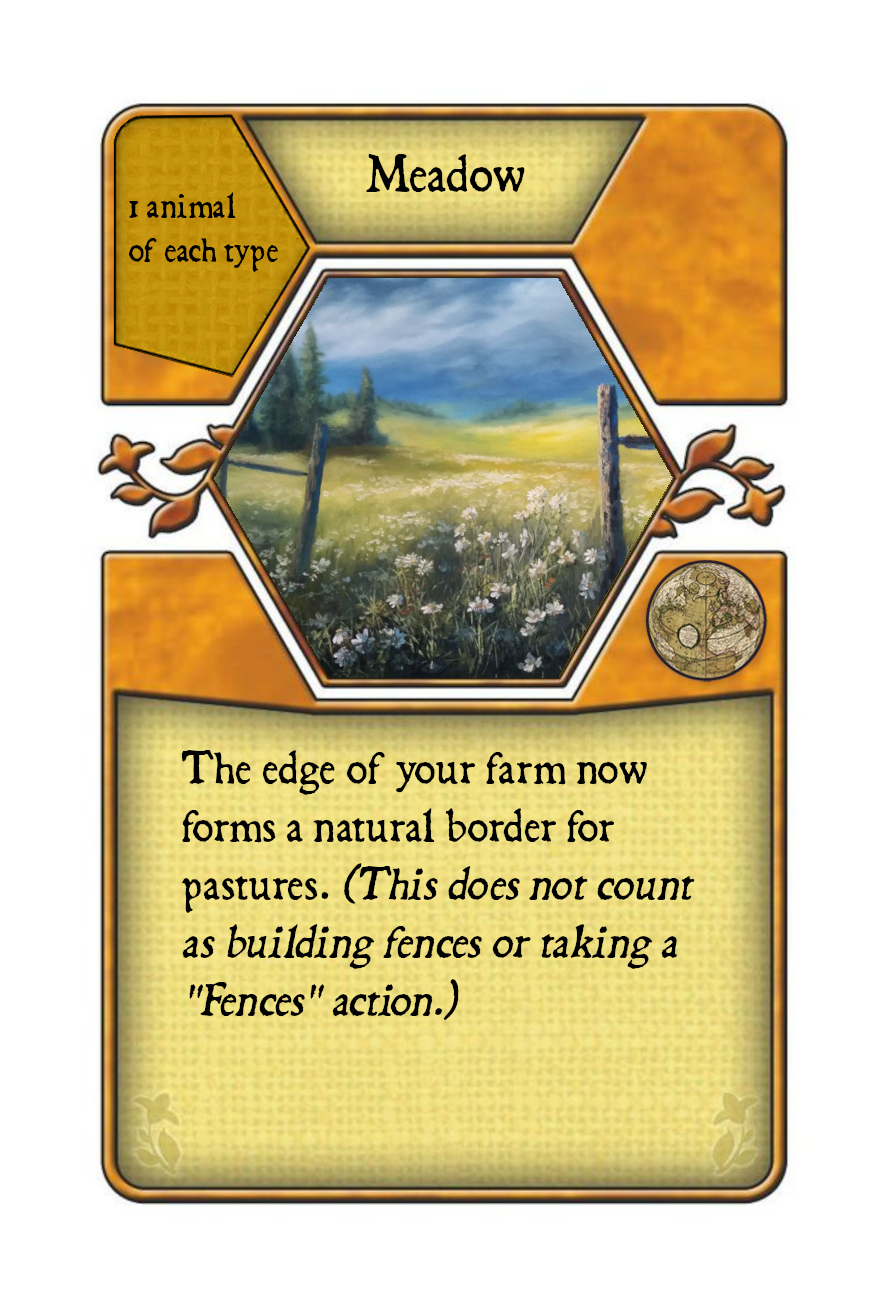 Meadow
1 animal
of each type
The edge of your farm now
forms a natural border for
pastures. (This does not count
as building fences or taking a
"Fences" action.)